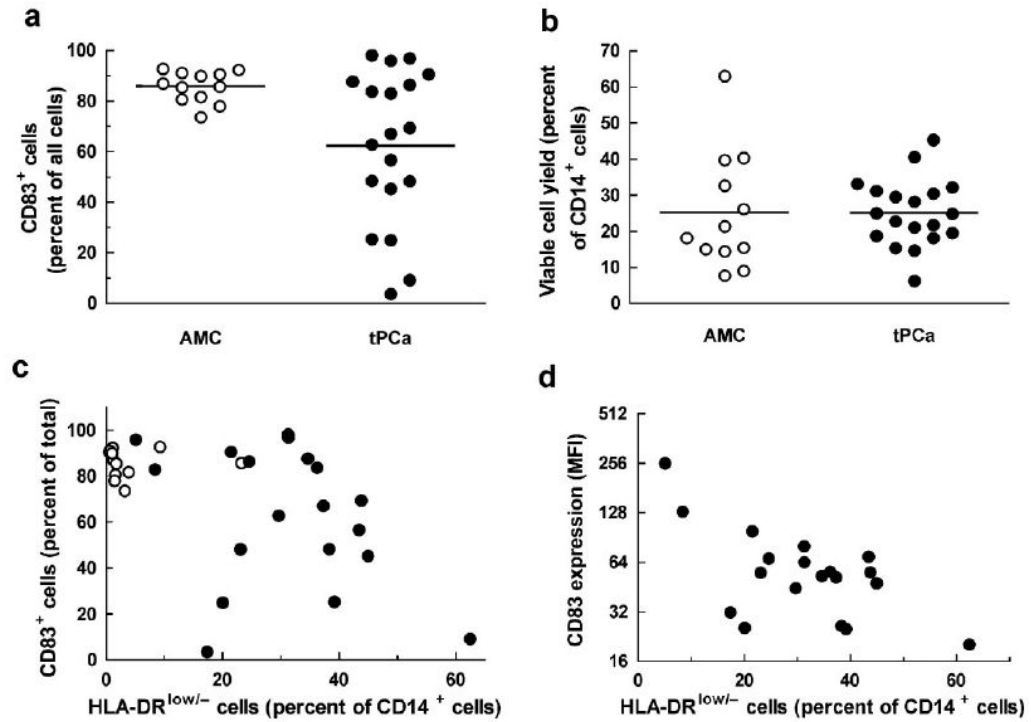 a
CD83⁺ cells
(percent of all cells)
100
80
60
40
20
0
AMC
tPCa
b
Viable cell yield (percent
of CD14⁺ cells)
70
60
50
40
30
20
10
0
AMC
tPCa
c
CD83⁺ cells (percent of total)
100
80
60
40
20
0
0
20
40
60
HLA-DRˡᵒʷ/⁻ cells (percent of CD14⁺ cells)
d
CD83 expression (MFI)
512
256
128
64
32
16
0
20
40
60
HLA-DRˡᵒʷ/⁻ cells (percent of CD14⁺ cells)